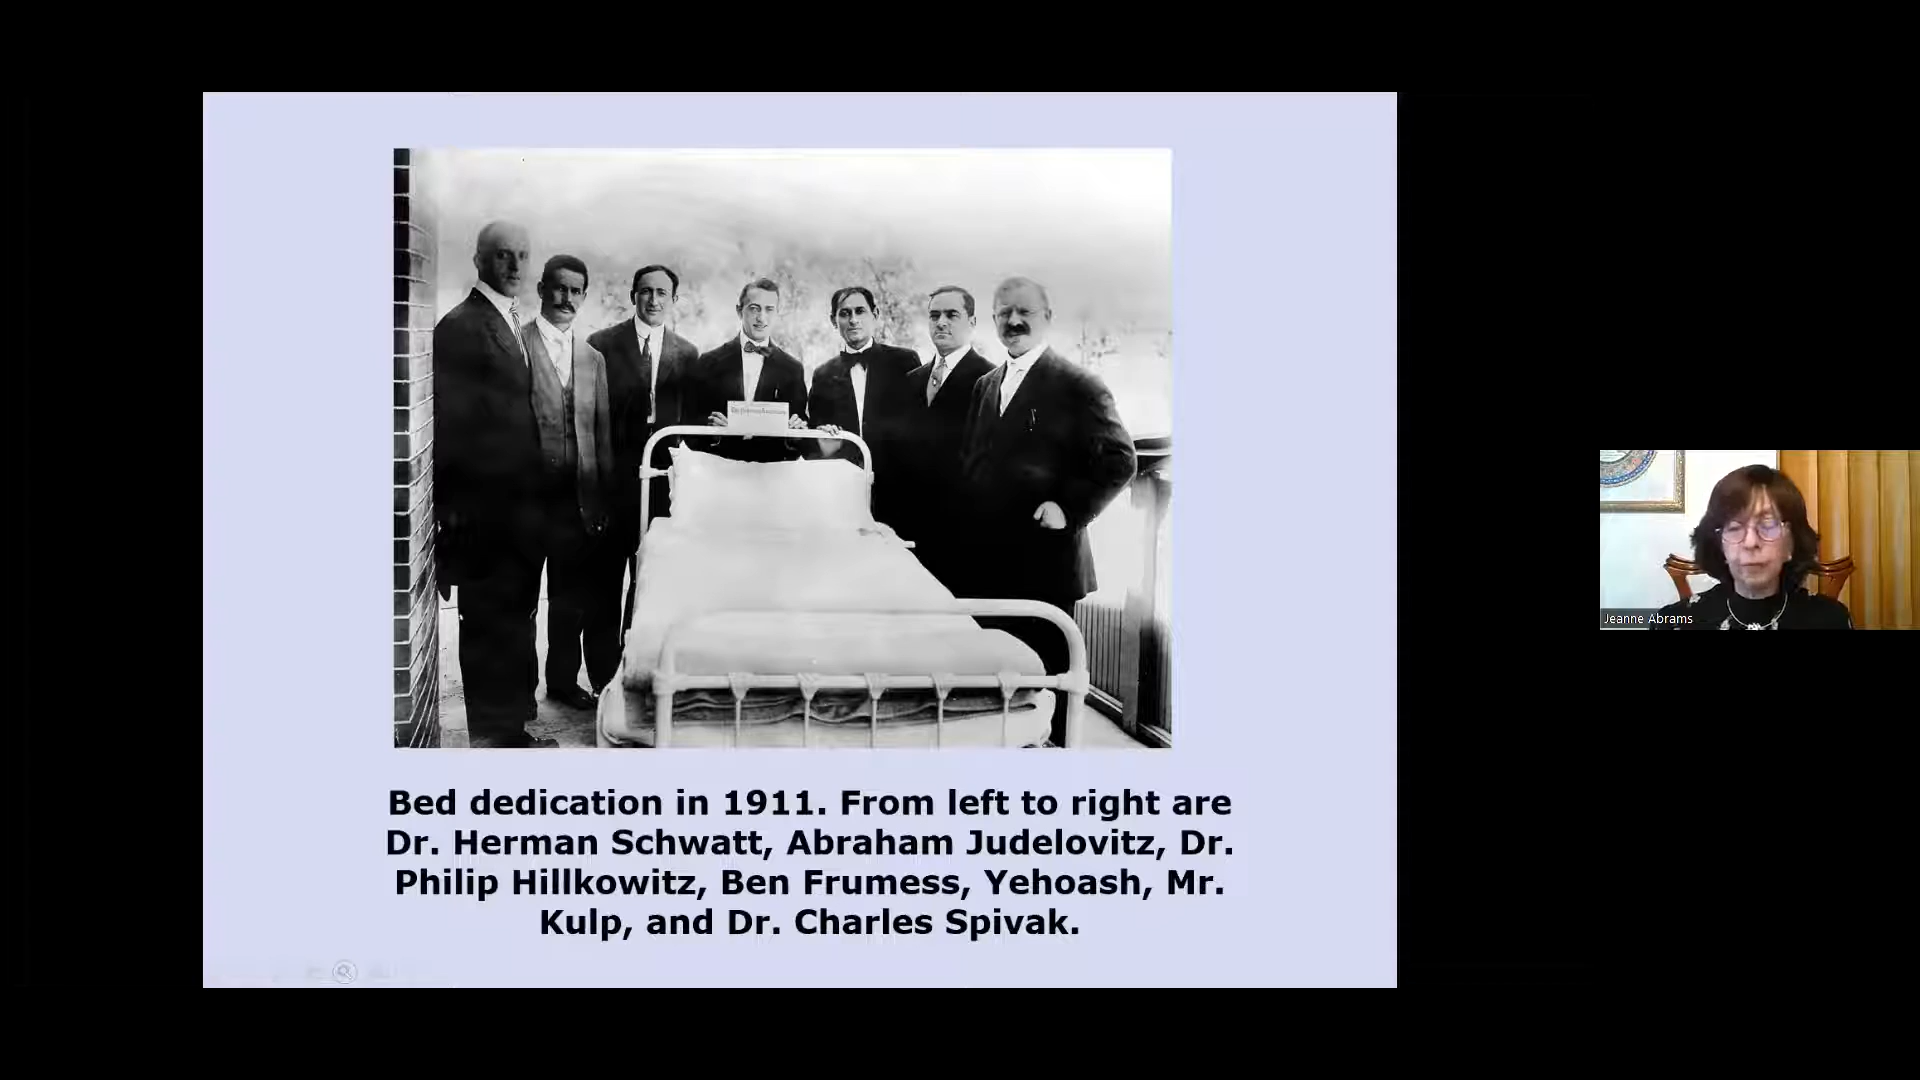 Bed dedication in 1911. From left to right are
Dr. Herman Schwatt, Abraham Judelovitz, Dr.
Philip Hillkowitz, Ben Frumess, Yehoash, Mr.
Kulp, and Dr. Charles Spivak.
Jeanne Abrams